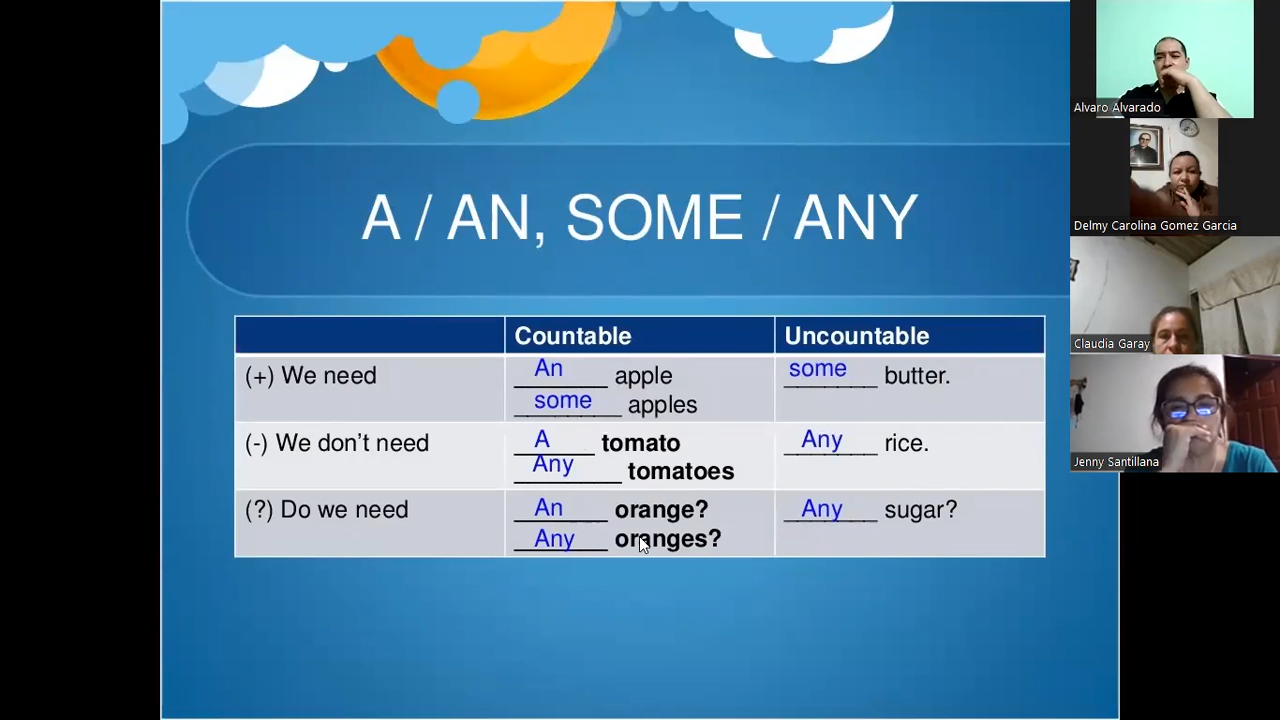 A / AN, SOME / ANY
Countable
Uncountable
(+) We need
An apple
some apples
some butter.
(-) We don’t need
A tomato
Any tomatoes
Any rice.
(?) Do we need
An orange?
Any oranges?
Any sugar?
Alvaro Alvarado
Delmy Carolina Gomez Garcia
Claudia Garay
Jenny Santillana